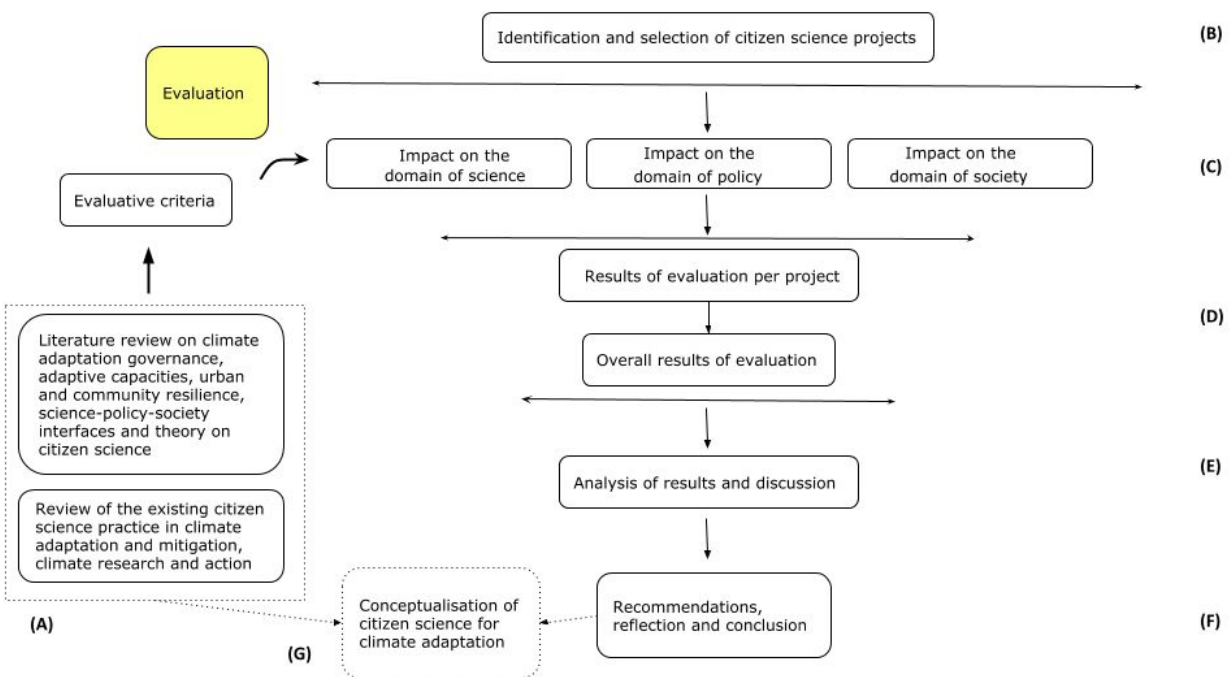 Identification and selection of citizen science projects
(B)
Evaluation
Impact on the
domain of science
Impact on the
domain of policy
Impact on the
domain of society
(C)
Evaluative criteria
Results of evaluation per project
(D)
Overall results of evaluation
Literature review on climate
adaptation governance,
adaptive capacities, urban
and community resilience,
science-policy-society
interfaces and theory on
citizen science
Analysis of results and discussion
(E)
Review of the existing citizen
science practice in climate
adaptation and mitigation,
climate research and action
(A)
Conceptualisation of
citizen science for
climate adaptation
(G)
Recommendations,
reflection and conclusion
(F)